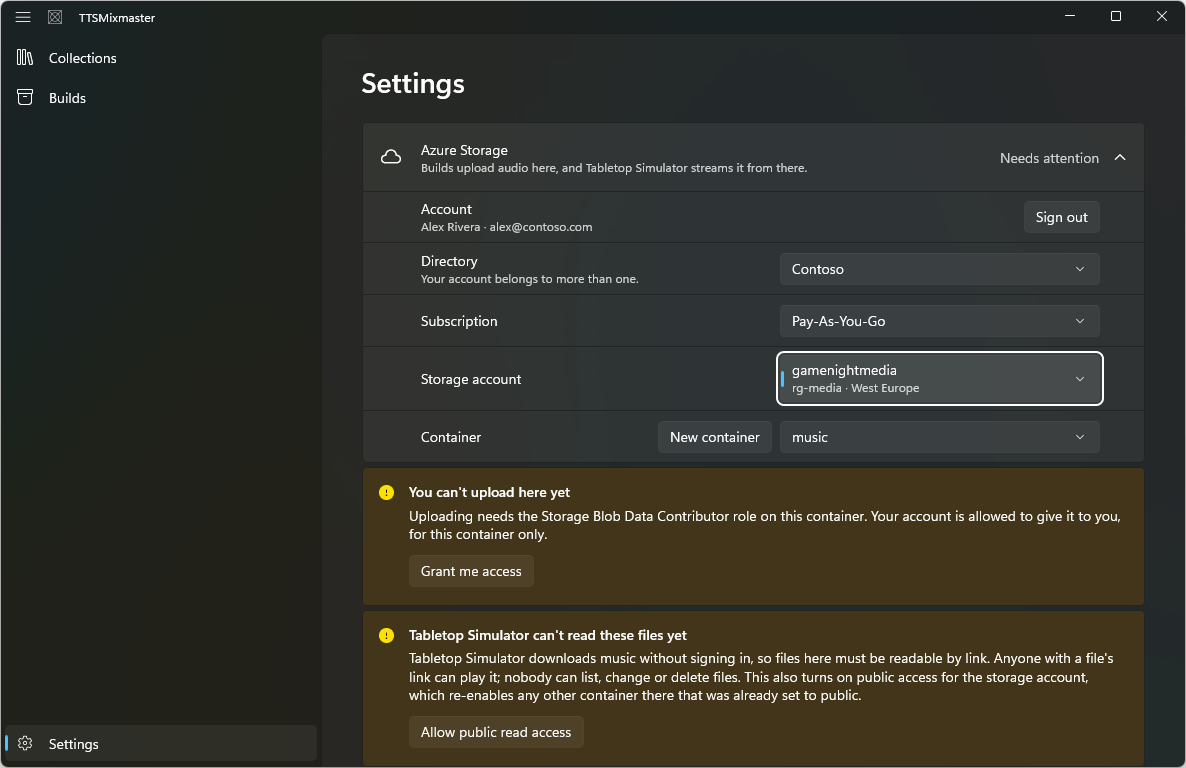 TTSMixmaster
Collections
Builds
Settings
Azure Storage
Builds upload audio here, and Tabletop Simulator streams it from there.
Needs attention
Account
Alex Rivera · alex@contoso.com
Sign out
Directory
Your account belongs to more than one.
Contoso
Subscription
Pay-As-You-Go
Storage account
gamenightmedia
rg-media · West Europe
Container
New container
music
You can't upload here yet
Uploading needs the Storage Blob Data Contributor role on this container. Your account is allowed to give it to you,
for this container only.
Grant me access
Tabletop Simulator can't read these files yet
Tabletop Simulator downloads music without signing in, so files here must be readable by link. Anyone with a file's
link can play it; nobody can list, change or delete files. This also turns on public access for the storage account,
which re-enables any other container there that was already set to public.
Allow public read access
Settings